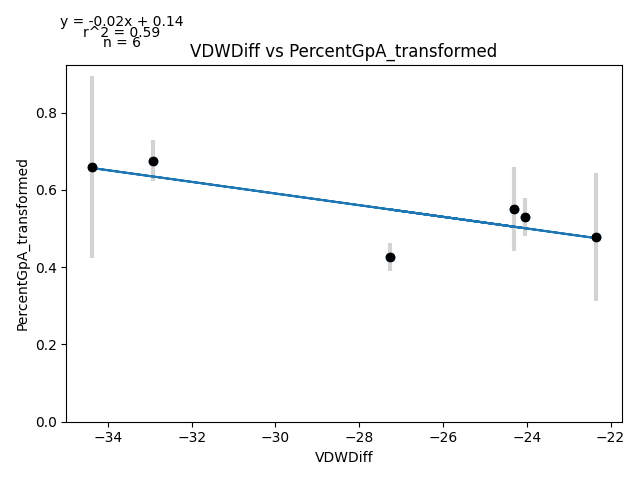 y = -0.02x + 0.14
r^2 = 0.59
n = 6
VDWDiff vs PercentGpA_transformed
PercentGpA_transformed
0.8
0.6
0.4
0.2
0.0
−34
−32
−30
−28
−26
−24
−22
VDWDiff